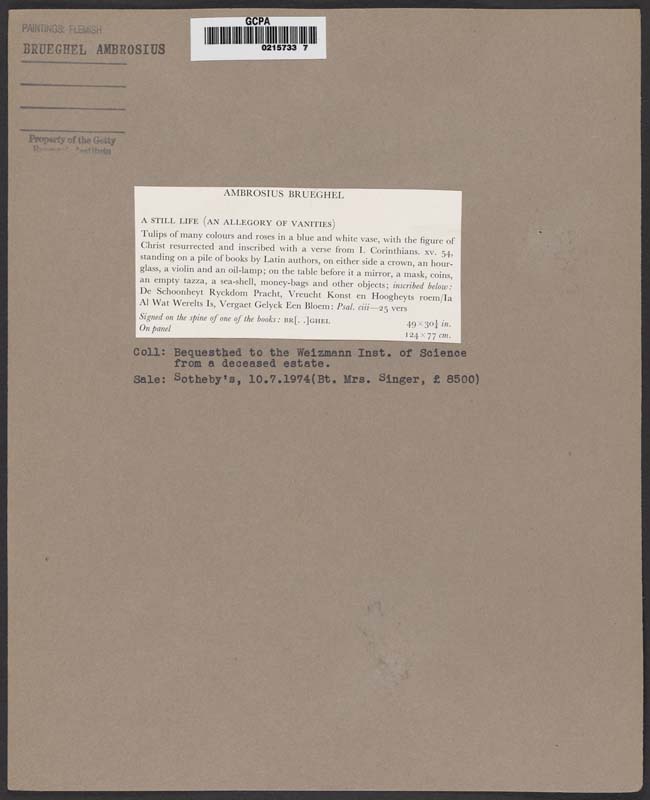 PAINTINGS: FLEMISH
BRUEGHEL AMBROSIUS
GCPA
0215733 7
Property of the Getty
AMBROSIUS BRUEGHEL
A STILL LIFE (AN ALLEGORY OF VANITIES)
Tulips of many colours and roses in a blue and white vase, with the figure of
Christ resurrected and inscribed with a verse from I. Corinthians. xv. 54,
standing on a pile of books by Latin authors, on either side a crown, an hour-
glass, a violin and an oil-lamp; on the table before it a mirror, a mask, coins,
an empty tazza, a sea-shell, money-bags and other objects; inscribed below:
De Schoonheyt Ryckdom Pracht, Vreucht Konst en Hoogheyts roem/Ia
Al Wat Werelts Is, Vergaet Gelyck Een Bloem: Psal. ciii—25 vers
Signed on the spine of one of the books: BR[. .]GHEL
49 × 30¼ in.
On panel
124 × 77 cm.
Coll: Bequesthed to the Weizmann Inst. of Science
from a deceased estate.
Sale: Sotheby's, 10.7.1974(Bt. Mrs. Singer, £ 8500)